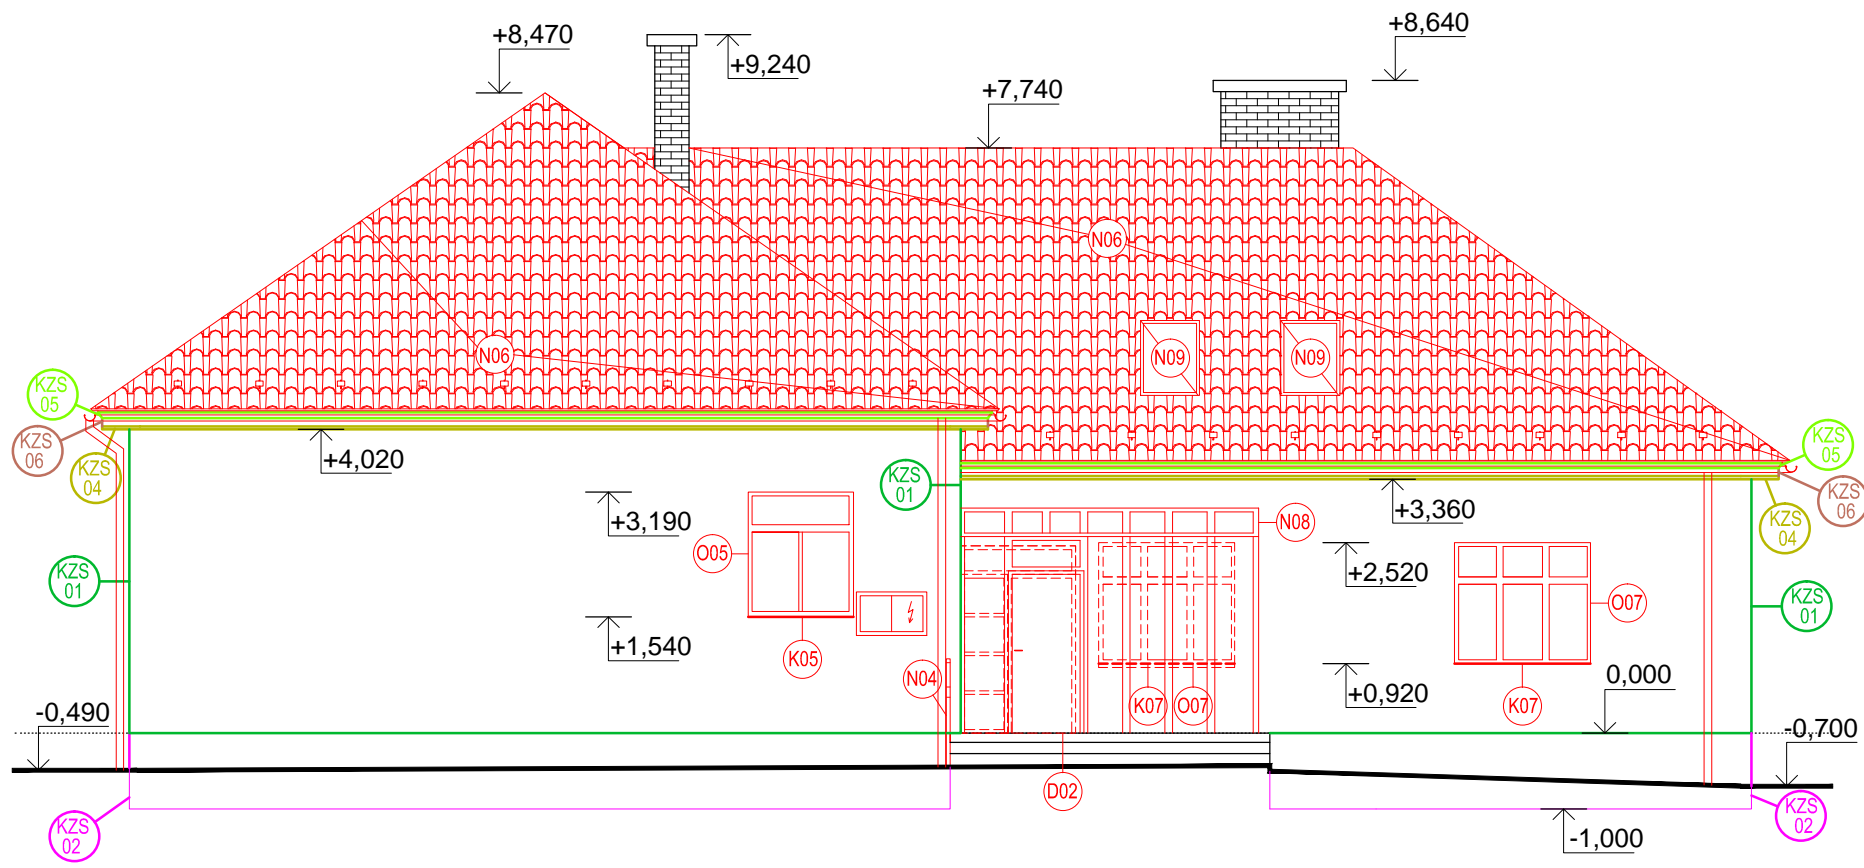 +8,470
+9,240
+8,640
+7,740
N06
N06
N09
N09
KZS
05
KZS
06
KZS
04
+4,020
KZS
01
KZS
05
KZS
06
KZS
04
+3,360
+3,190
N08
O05
+2,520
KZS
01
O07
KZS
01
+1,540
K05
N04
K07
O07
+0,920
K07
0,000
-0,490
-0,700
D02
KZS
02
KZS
02
-1,000